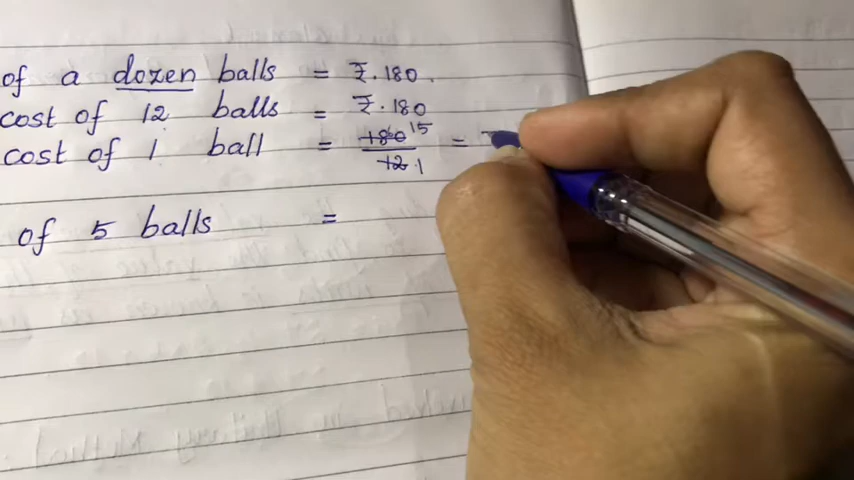 of a dozen balls = ₹.180.
cost of 12 balls = ₹.180
cost of 1 ball = 180 15 / 12 1 =
of 5 balls =